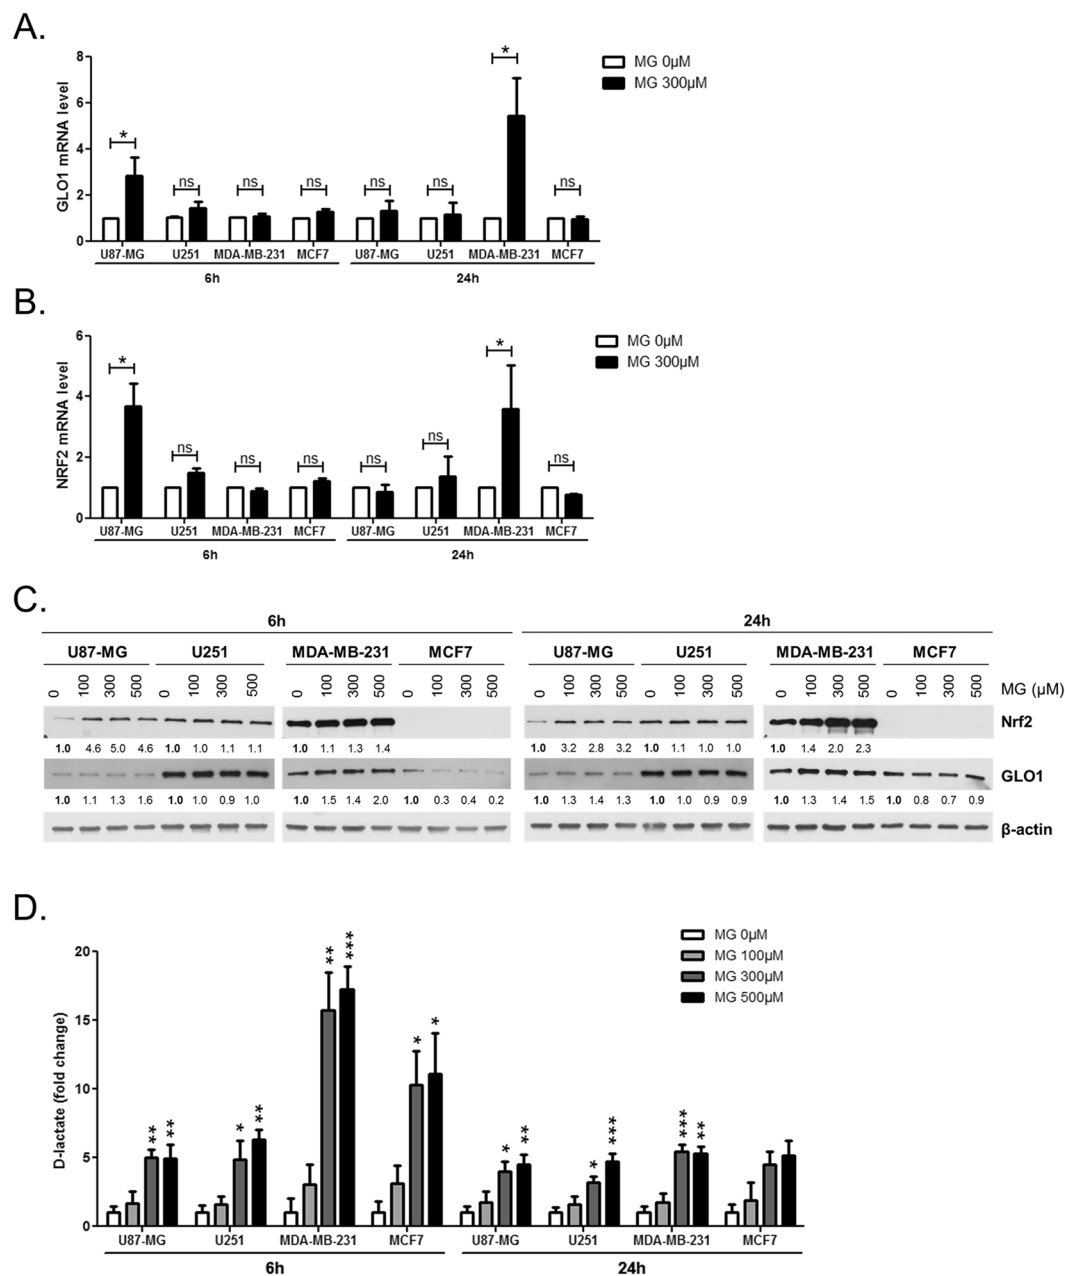 A.
GLO1 mRNA level
8
6
4
2
0
MG 0µM
MG 300µM
* ns ns ns ns ns * ns
U87-MG U251 MDA-MB-231 MCF7 U87-MG U251 MDA-MB-231 MCF7
6h 24h
B.
NRF2 mRNA level
6
4
2
0
MG 0µM
MG 300µM
* ns ns ns ns ns * ns
U87-MG U251 MDA-MB-231 MCF7 U87-MG U251 MDA-MB-231 MCF7
6h 24h
C.
6h 24h
U87-MG U251 MDA-MB-231 MCF7 U87-MG U251 MDA-MB-231 MCF7
0 100 300 500 0 100 300 500 0 100 300 500 0 100 300 500 0 100 300 500 0 100 300 500 0 100 300 500 0 100 300 500 MG (µM)
Nrf2
1.0 4.6 5.0 4.6 1.0 1.0 1.1 1.1 1.0 1.1 1.3 1.4 1.0 3.2 2.8 3.2 1.0 1.1 1.0 1.0 1.0 1.4 2.0 2.3
GLO1
1.0 1.1 1.3 1.6 1.0 1.0 0.9 1.0 1.0 1.5 1.4 2.0 1.0 0.3 0.4 0.2 1.0 1.3 1.4 1.3 1.0 1.0 0.9 0.9 1.0 1.3 1.4 1.5 1.0 0.8 0.7 0.9
β-actin
D.
D-lactate (fold change)
20
15
10
5
0
MG 0µM
MG 100µM
MG 300µM
MG 500µM
** ** * ** ** *** * * * ** * *** *** **
U87-MG U251 MDA-MB-231 MCF7 U87-MG U251 MDA-MB-231 MCF7
6h 24h